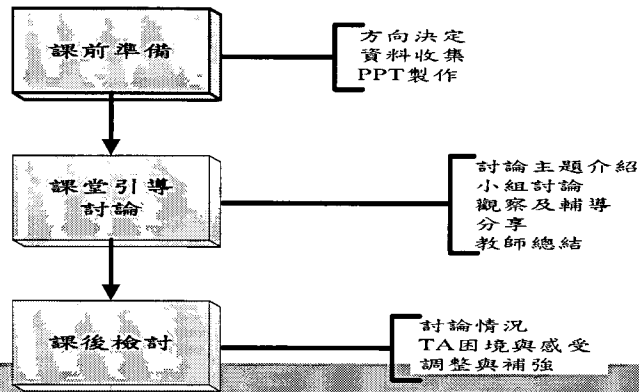 課前準備
方向決定
資料收集
PPT製作
課堂引導
討論
討論主題介紹
小組討論
觀察及輔導
分享
教師總結
課後檢討
討論情況
TA困境與感受
調整與補強